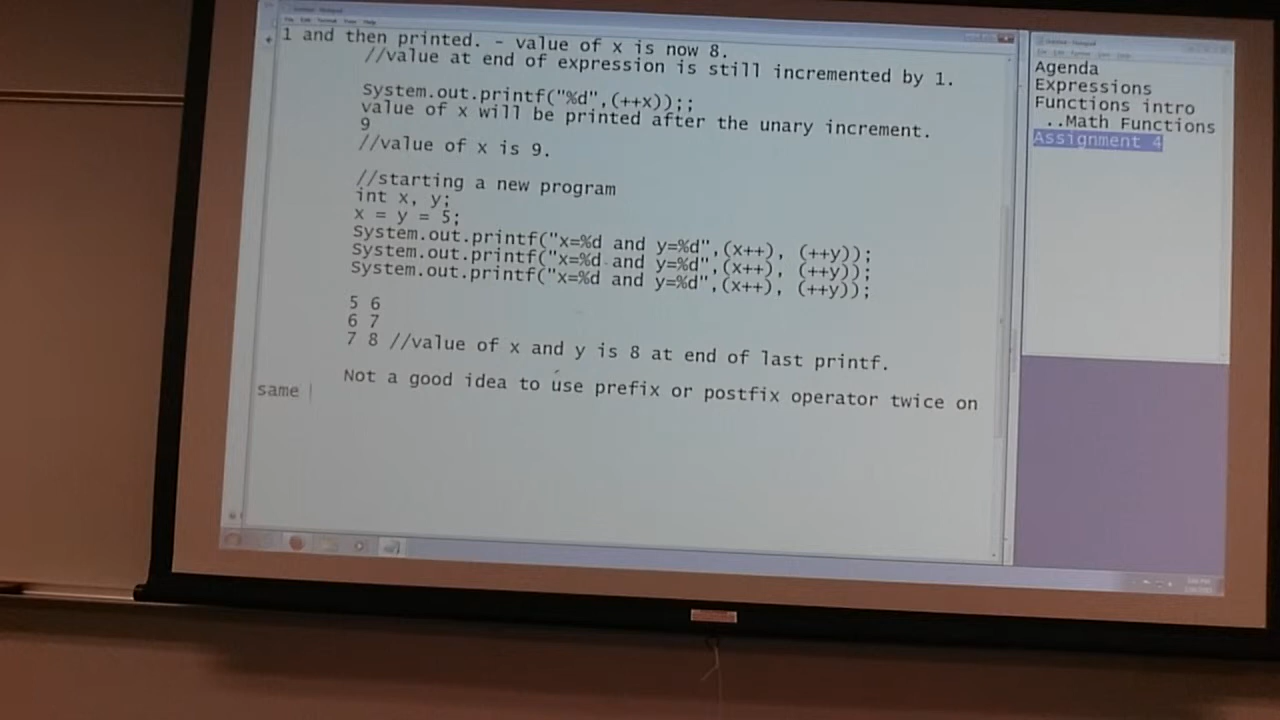 1 and then printed. - value of x is now 8.
//value at end of expression is still incremented by 1.
System.out.printf("%d",(++x));;
value of x will be printed after the unary increment.
9
//value of x is 9.
//starting a new program
int x, y;
x = y = 5;
System.out.printf("x=%d and y=%d",(x++), (++y));
System.out.printf("x=%d and y=%d",(x++), (++y));
System.out.printf("x=%d and y=%d",(x++), (++y));
5 6
6 7
7 8 //value of x and y is 8 at end of last printf.
Not a good idea to use prefix or postfix operator twice on
same
Agenda
Expressions
Functions intro
..Math Functions
Assignment 4